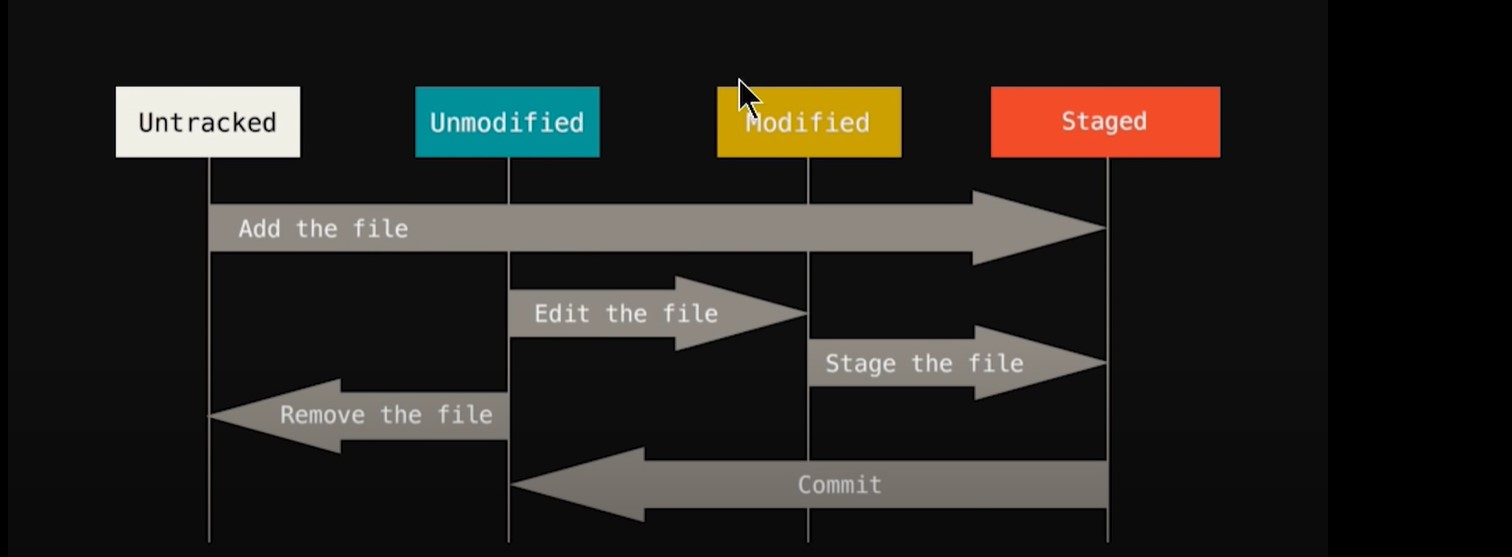 Untracked
Unmodified
Modified
Staged
Add the file
Edit the file
Stage the file
Remove the file
Commit